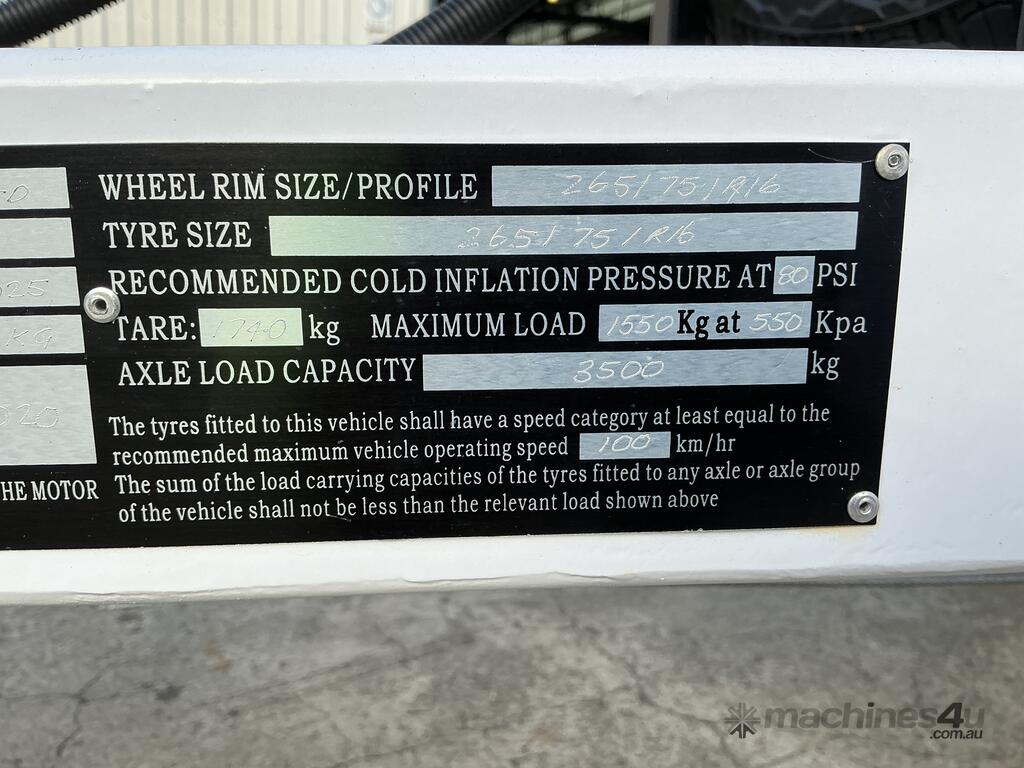 WHEEL RIM SIZE/PROFILE 265/75/R16
TYRE SIZE 265/75/R16
025 RECOMMENDED COLD INFLATION PRESSURE AT 80 PSI
KG TARE: 1740 kg MAXIMUM LOAD 1550 Kg at 550 Kpa
AXLE LOAD CAPACITY 3500 kg
020 The tyres fitted to this vehicle shall have a speed category at least equal to the
recommended maximum vehicle operating speed 100 km/hr
HE MOTOR The sum of the load carrying capacities of the tyres fitted to any axle or axle group
of the vehicle shall not be less than the relevant load shown above
machines4u
.com.au